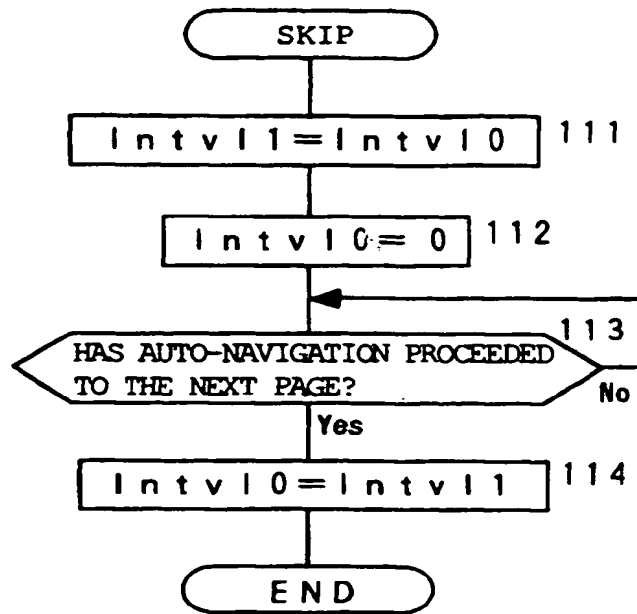 SKIP
Intvl1=Intvl0 111
Intvl0=0 112
113
HAS AUTO-NAVIGATION PROCEEDED
TO THE NEXT PAGE?
No
Yes
Intvl0=Intvl1 114
END